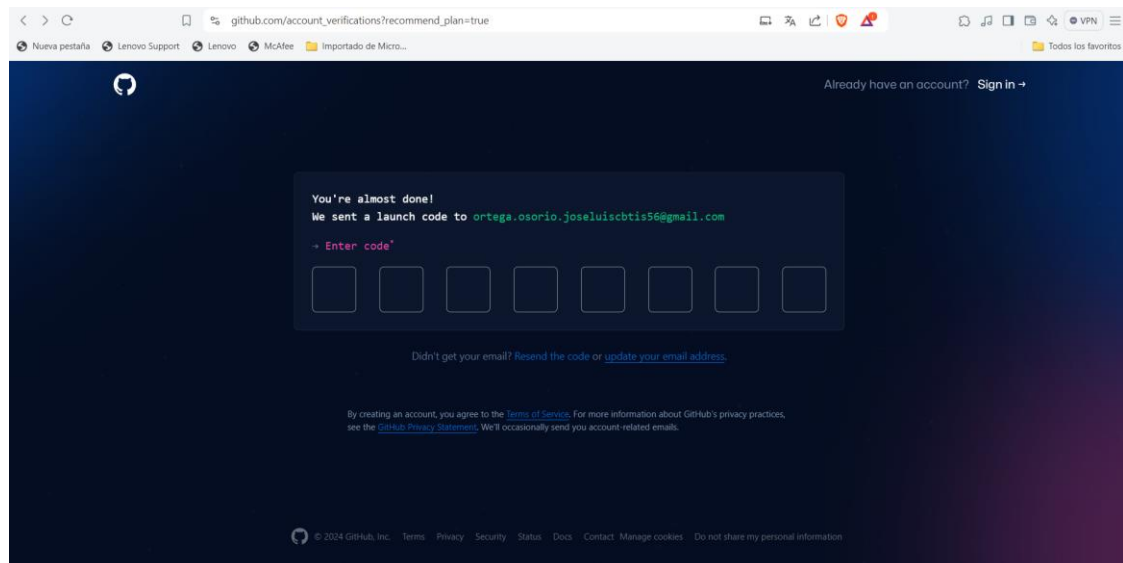 github.com/account_verifications?recommend_plan=true
VPN
Nueva pestaña Lenovo Support Lenovo McAfee Importado de Micro... Todos los favoritos
Already have an account? Sign in →
You're almost done!
We sent a launch code to ortega.osorio.joseluiscbtis56@gmail.com
→ Enter code*
Didn't get your email? Resend the code or update your email address.
By creating an account, you agree to the Terms of Service. For more information about GitHub's privacy practices,
see the GitHub Privacy Statement. We'll occasionally send you account-related emails.
© 2024 GitHub, Inc. Terms Privacy Security Status Docs Contact Manage cookies Do not share my personal information